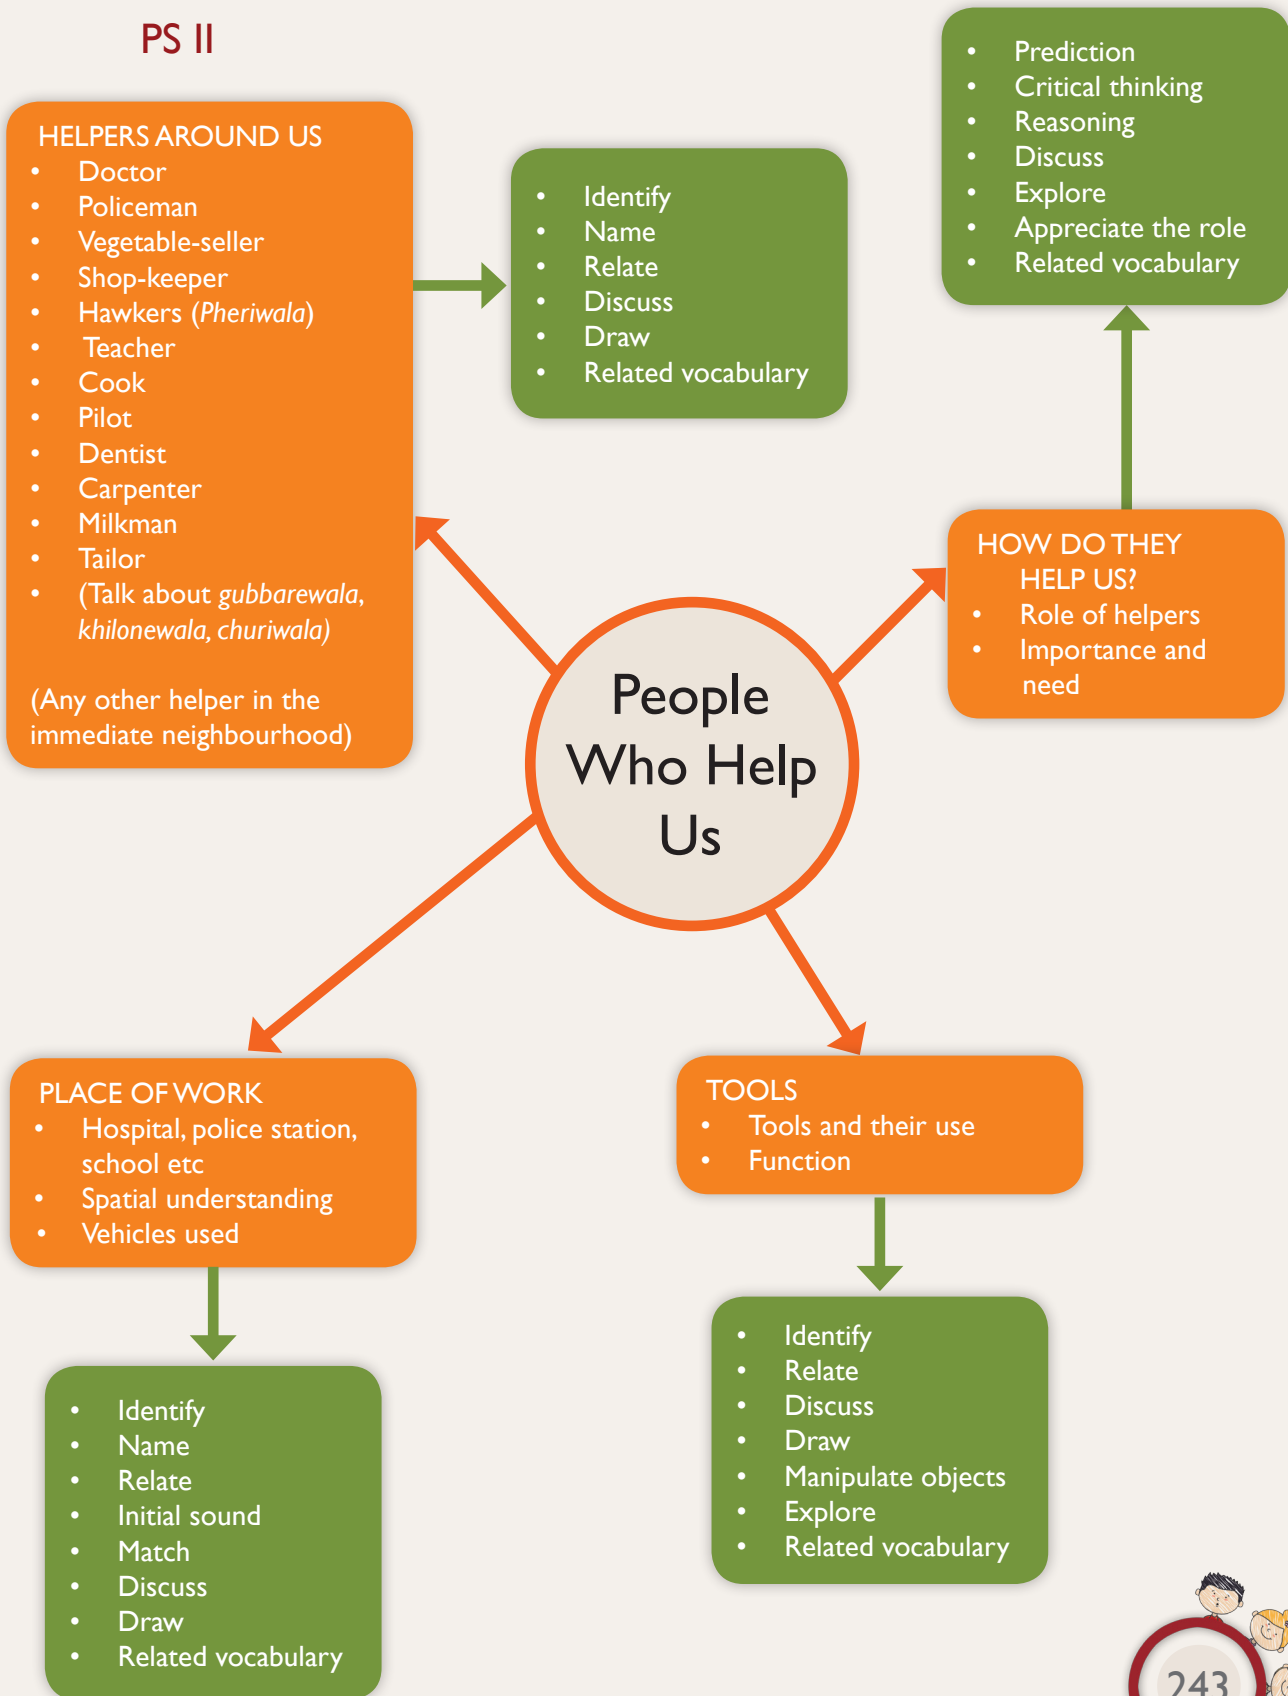 PS II
HELPERS AROUND US
• Doctor
• Policeman
• Vegetable-seller
• Shop-keeper
• Hawkers (Pheriwala)
• Teacher
• Cook
• Pilot
• Dentist
• Carpenter
• Milkman
• Tailor
• (Talk about gubbarewala,
khilonewala, churiwala)
(Any other helper in the
immediate neighbourhood)
• Identify
• Name
• Relate
• Discuss
• Draw
• Related vocabulary
• Prediction
• Critical thinking
• Reasoning
• Discuss
• Explore
• Appreciate the role
• Related vocabulary
HOW DO THEY
HELP US?
• Role of helpers
• Importance and
need
People
Who Help
Us
PLACE OF WORK
• Hospital, police station,
school etc
• Spatial understanding
• Vehicles used
• Identify
• Name
• Relate
• Initial sound
• Match
• Discuss
• Draw
• Related vocabulary
TOOLS
• Tools and their use
• Function
• Identify
• Relate
• Discuss
• Draw
• Manipulate objects
• Explore
• Related vocabulary
243